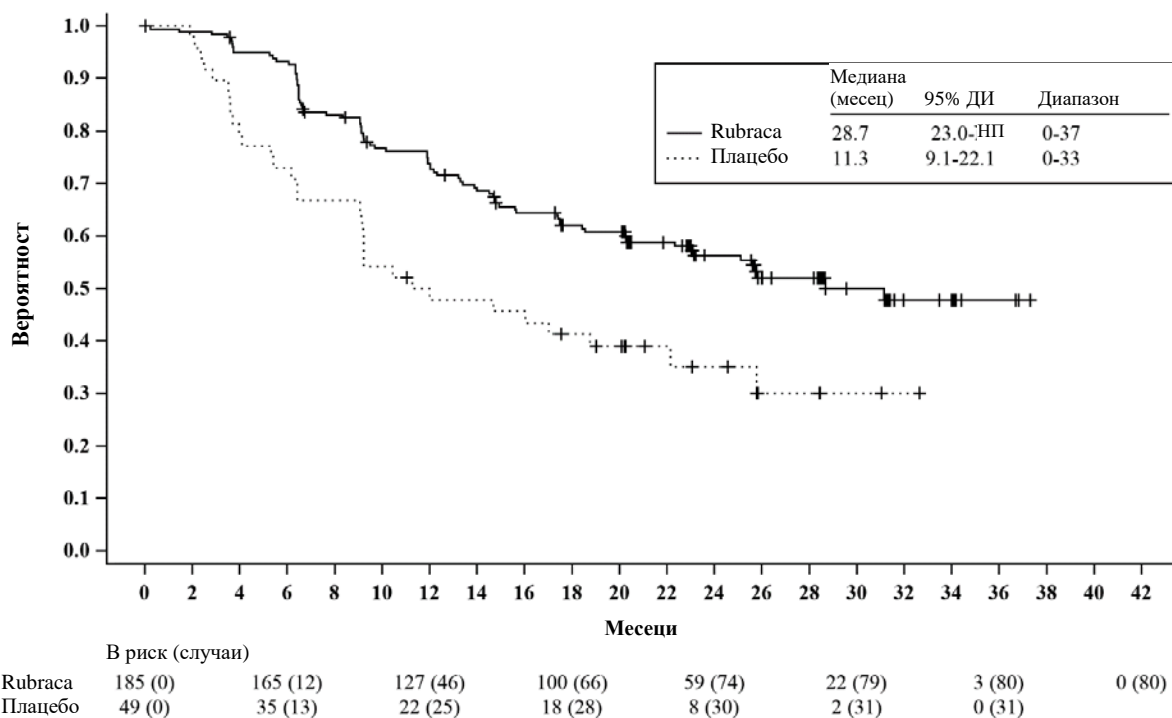 1.0
0.9
0.8
0.7
0.6
0.5
0.4
0.3
0.2
0.1
0.0
Вероятност
Медиана
(месец) 95% ДИ Диапазон
Rubraca 28.7 23.0-НП 0-37
Плацебо 11.3 9.1-22.1 0-33
0 2 4 6 8 10 12 14 16 18 20 22 24 26 28 30 32 34 36 38 40 42
Месеци
В риск (случаи)
Rubraca 185 (0) 165 (12) 127 (46) 100 (66) 59 (74) 22 (79) 3 (80) 0 (80)
Плацебо 49 (0) 35 (13) 22 (25) 18 (28) 8 (30) 2 (31) 0 (31)